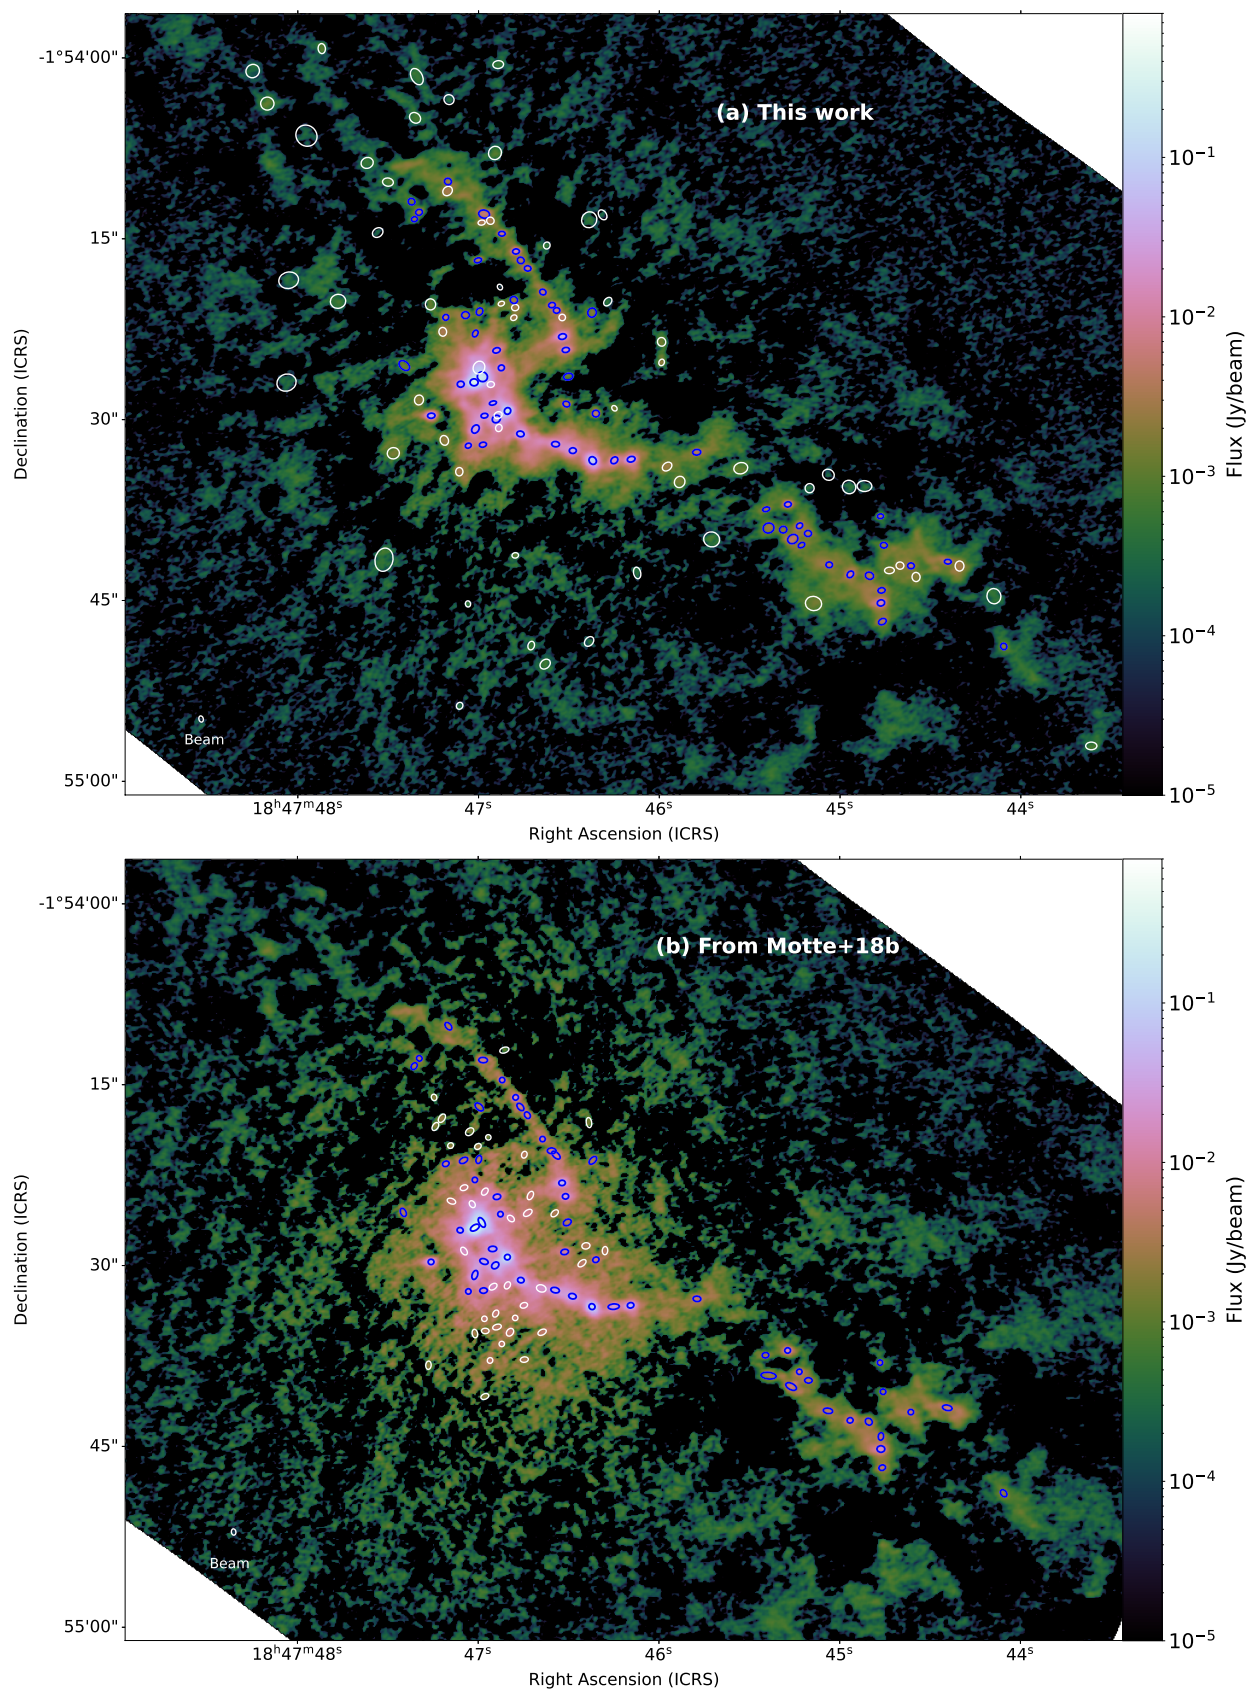 (a) This work
-1°54'00"
15"
30"
45"
55'00"
Declination (ICRS)
Beam
18ʰ47ᵐ48ˢ
47ˢ
46ˢ
45ˢ
44ˢ
Right Ascension (ICRS)
10⁻¹
10⁻²
10⁻³
10⁻⁴
10⁻⁵
Flux (Jy/beam)
(b) From Motte+18b
-1°54'00"
15"
30"
45"
55'00"
Declination (ICRS)
Beam
18ʰ47ᵐ48ˢ
47ˢ
46ˢ
45ˢ
44ˢ
Right Ascension (ICRS)
10⁻¹
10⁻²
10⁻³
10⁻⁴
10⁻⁵
Flux (Jy/beam)